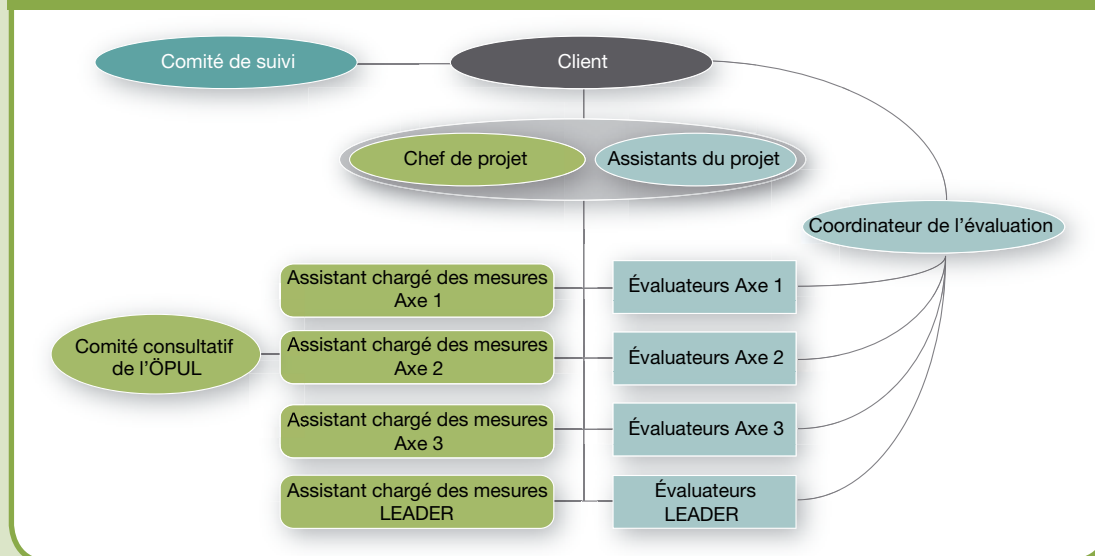 Comité de suivi
Client
Chef de projet
Assistants du projet
Coordinateur de l’évaluation
Assistant chargé des mesures
Axe 1
Évaluateurs Axe 1
Comité consultatif
de l’ÖPUL
Assistant chargé des mesures
Axe 2
Évaluateurs Axe 2
Assistant chargé des mesures
Axe 3
Évaluateurs Axe 3
Assistant chargé des mesures
LEADER
Évaluateurs
LEADER